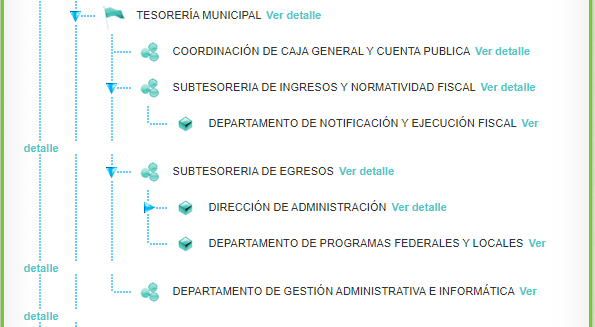 TESORERÍA MUNICIPAL Ver detalle
COORDINACIÓN DE CAJA GENERAL Y CUENTA PUBLICA Ver detalle
SUBTESORERIA DE INGRESOS Y NORMATIVIDAD FISCAL Ver detalle
DEPARTAMENTO DE NOTIFICACIÓN Y EJECUCIÓN FISCAL Ver
detalle
SUBTESORERIA DE EGRESOS Ver detalle
DIRECCIÓN DE ADMINISTRACIÓN Ver detalle
DEPARTAMENTO DE PROGRAMAS FEDERALES Y LOCALES Ver
detalle
DEPARTAMENTO DE GESTIÓN ADMINISTRATIVA E INFORMÁTICA Ver
detalle